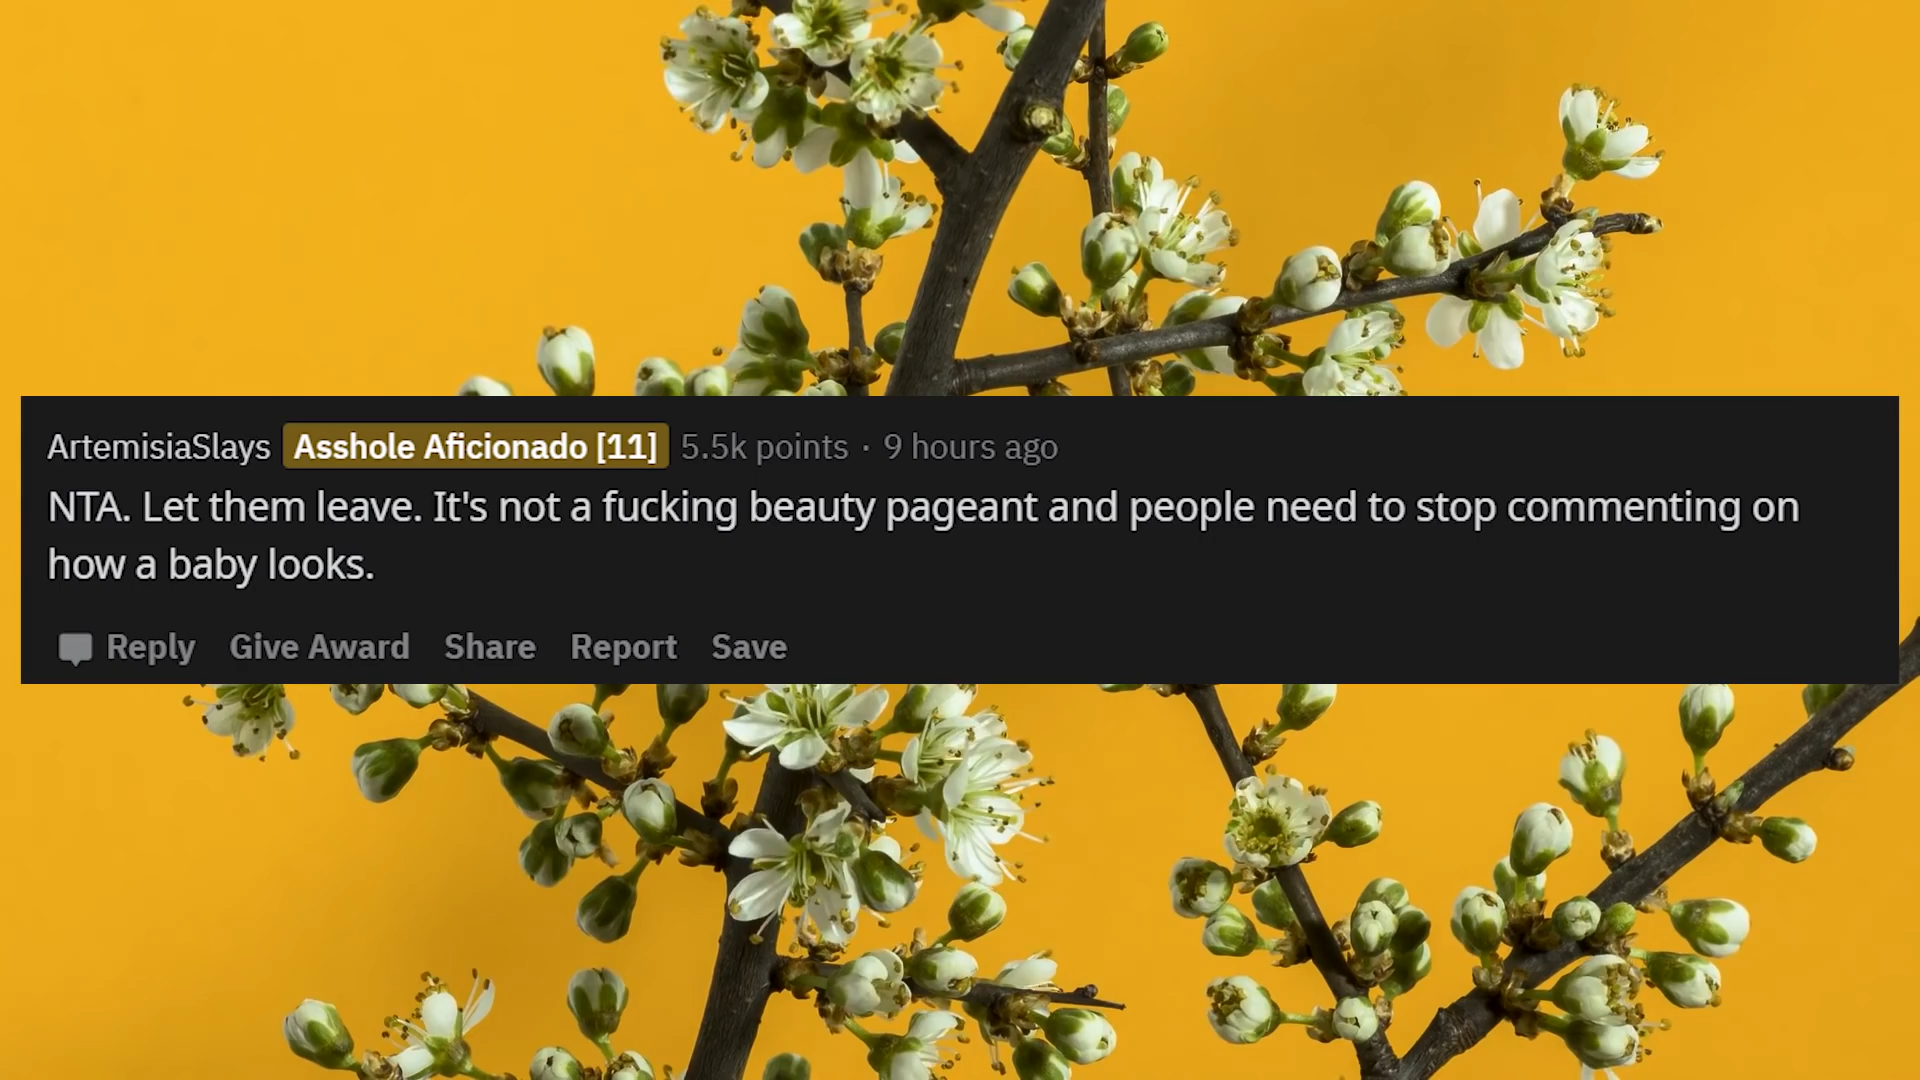 ArtemisiaSlays Asshole Aficionado [11] 5.5k points · 9 hours ago
NTA. Let them leave. It's not a fucking beauty pageant and people need to stop commenting on
how a baby looks.
Reply Give Award Share Report Save